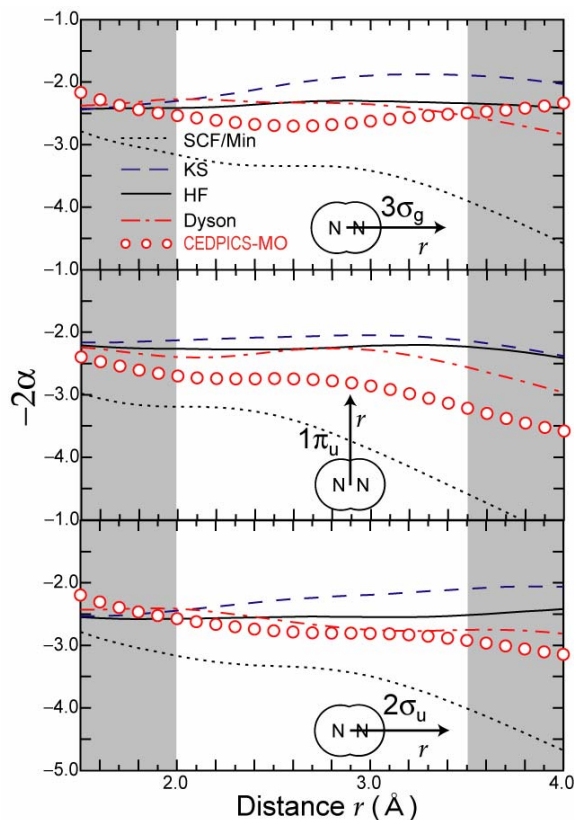 −1.0
−2.0
−3.0
−4.0
SCF/Min
KS
HF
Dyson
CEDPICS-MO
N N
3σg
r
−1.0
−2.0
−3.0
−4.0
−2α
1πu
r
N N
−1.0
−2.0
−3.0
−4.0
−5.0
N N
2σu
r
2.0 3.0 4.0
Distance r (Å)